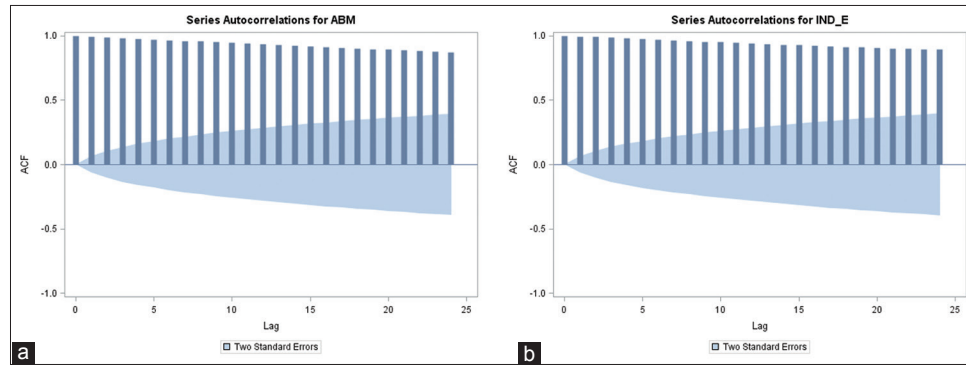 Series Autocorrelations for ABM
1.0
0.5
0.0
-0.5
-1.0
ACF
0 5 10 15 20 25
Lag
Two Standard Errors
a
Series Autocorrelations for IND_E
1.0
0.5
0.0
-0.5
-1.0
ACF
0 5 10 15 20 25
Lag
Two Standard Errors
b